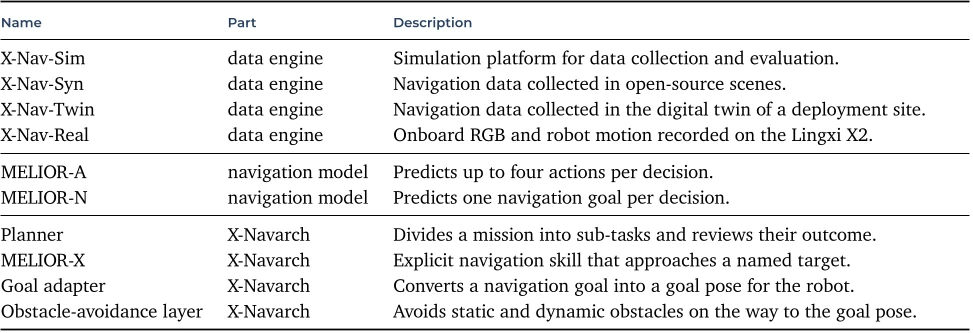 Name Part Description
X-Nav-Sim data engine Simulation platform for data collection and evaluation.
X-Nav-Syn data engine Navigation data collected in open-source scenes.
X-Nav-Twin data engine Navigation data collected in the digital twin of a deployment site.
X-Nav-Real data engine Onboard RGB and robot motion recorded on the Lingxi X2.
MELIOR-A navigation model Predicts up to four actions per decision.
MELIOR-N navigation model Predicts one navigation goal per decision.
Planner X-Navarch Divides a mission into sub-tasks and reviews their outcome.
MELIOR-X X-Navarch Explicit navigation skill that approaches a named target.
Goal adapter X-Navarch Converts a navigation goal into a goal pose for the robot.
Obstacle-avoidance layer X-Navarch Avoids static and dynamic obstacles on the way to the goal pose.